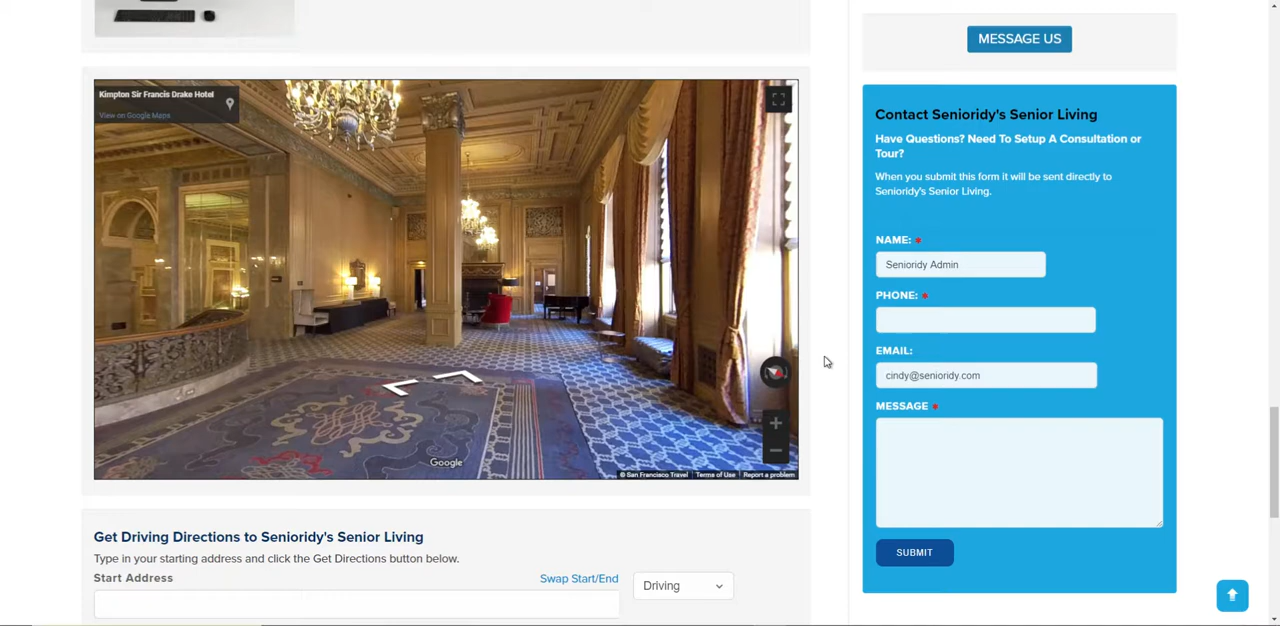 MESSAGE US
Kimpton Sir Francis Drake Hotel
View on Google Maps
Google
© San Francisco Travel
Terms of Use
Report a problem
Contact Senioridy's Senior Living
Have Questions? Need To Setup A Consultation or
Tour?
When you submit this form it will be sent directly to
Senioridy's Senior Living.
NAME: *
Senioridy Admin
PHONE: *
EMAIL:
cindy@senioridy.com
MESSAGE *
SUBMIT
Get Driving Directions to Senioridy's Senior Living
Type in your starting address and click the Get Directions button below.
Start Address
Swap Start/End
Driving